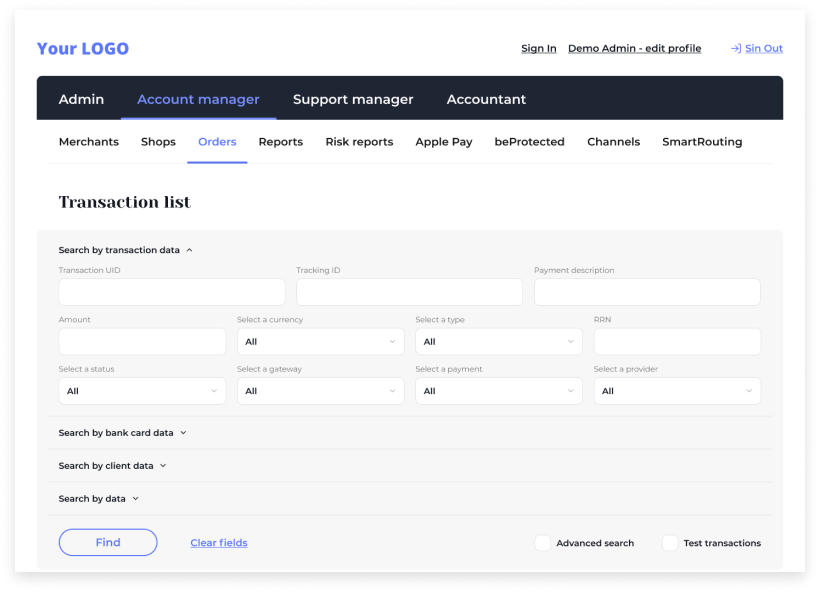 Your LOGO
Sign In Demo Admin - edit profile Sin Out
Admin Account manager Support manager Accountant
Merchants Shops Orders Reports Risk reports Apple Pay beProtected Channels SmartRouting
Transaction list
Search by transaction data
Transaction UID Tracking ID Payment description
Amount Select a currency Select a type RRN
All All
Select a status Select a gateway Select a payment Select a provider
All All All All
Search by bank card data
Search by client data
Search by data
Find Clear fields Advanced search Test transactions